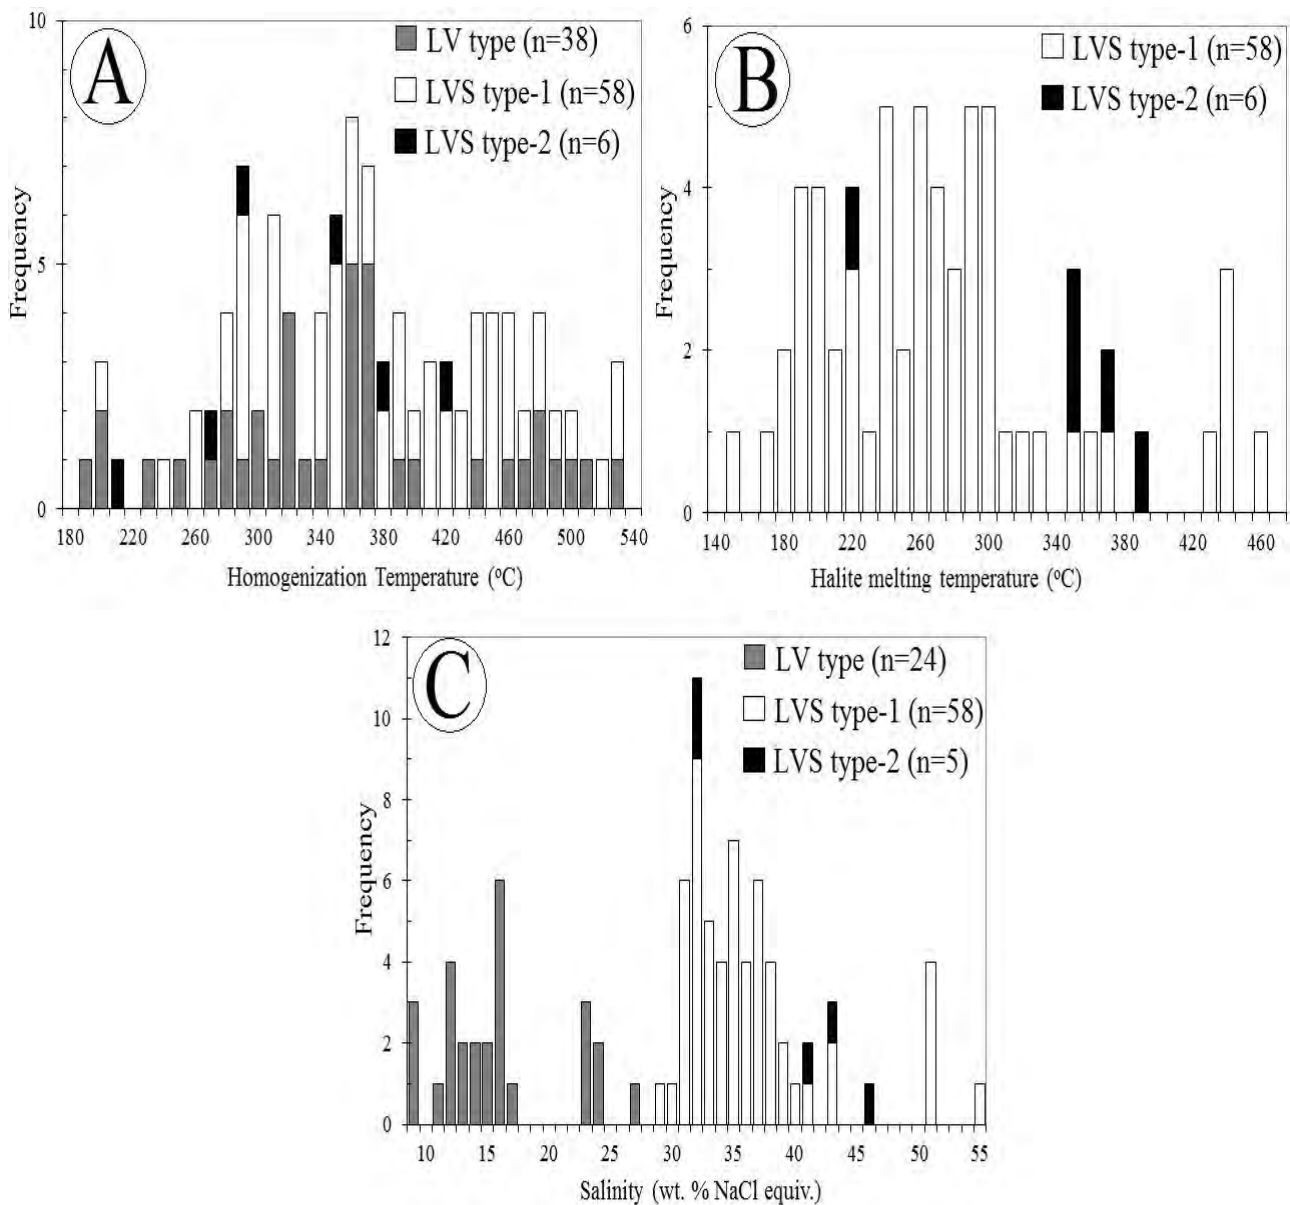 A
LV type (n=38)
LVS type-1 (n=58)
LVS type-2 (n=6)
Frequency
10
5
0
180 220 260 300 340 380 420 460 500 540
Homogenization Temperature (ºC)
B
LVS type-1 (n=58)
LVS type-2 (n=6)
Frequency
6
4
2
0
140 180 220 260 300 340 380 420 460
Halite melting temperature (ºC)
C
LV type (n=24)
LVS type-1 (n=58)
LVS type-2 (n=5)
Frequency
12
10
8
6
4
2
0
10 15 20 25 30 35 40 45 50 55
Salinity (wt. % NaCl equiv.)